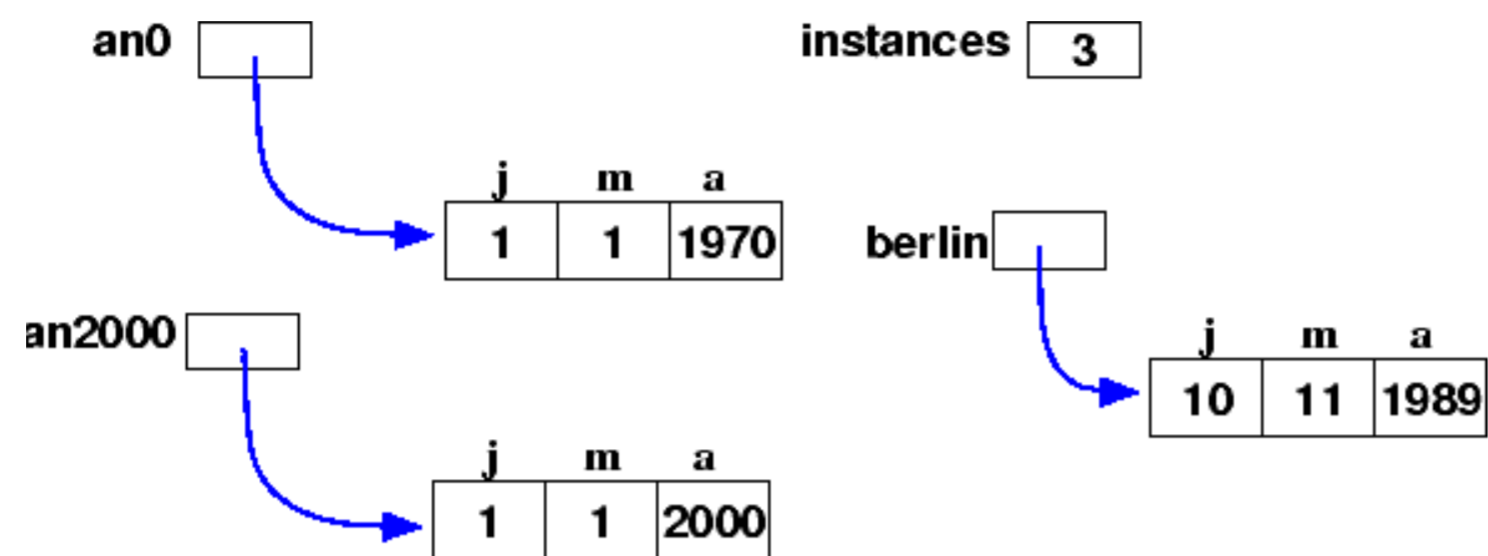 an0
instances 3
j m a
1 1 1970
berlin
an2000
j m a
10 11 1989
j m a
1 1 2000